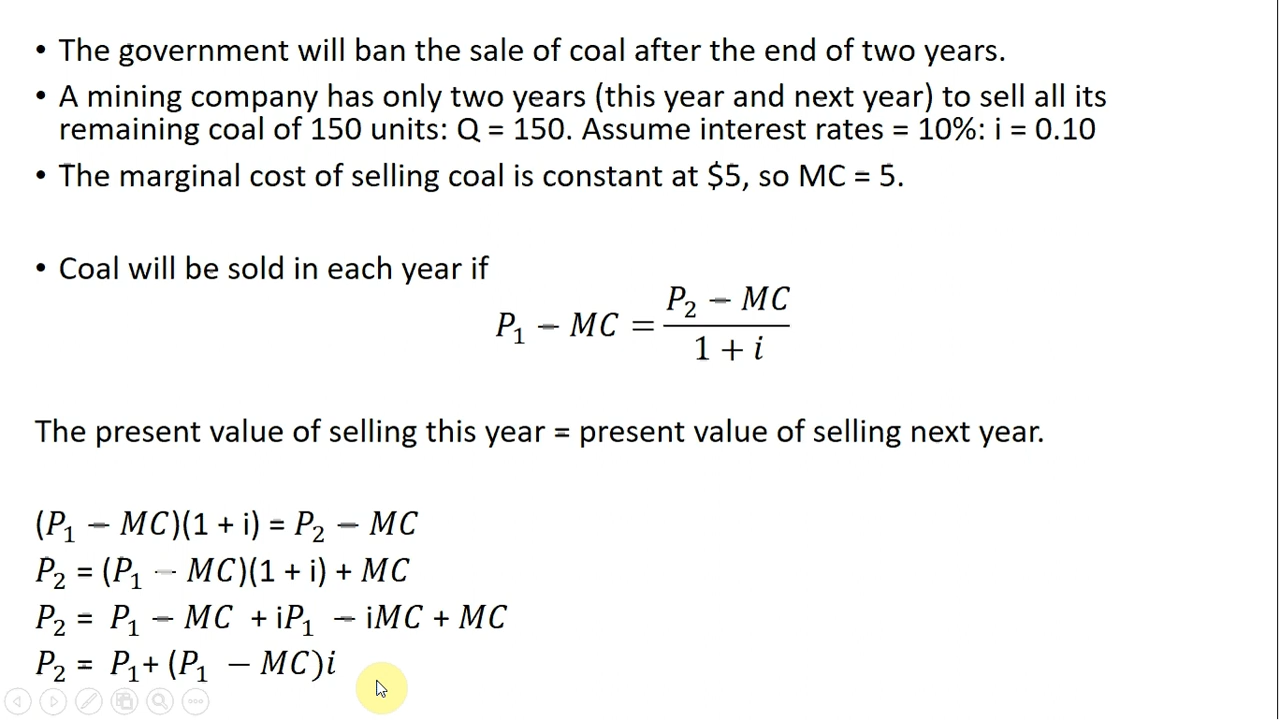 • The government will ban the sale of coal after the end of two years.
• A mining company has only two years (this year and next year) to sell all its
remaining coal of 150 units: Q = 150. Assume interest rates = 10%: i = 0.10
• The marginal cost of selling coal is constant at $5, so MC = 5.
• Coal will be sold in each year if
P₁ − MC = (P₂ − MC)/(1 + i)
The present value of selling this year = present value of selling next year.
(P₁ − MC)(1 + i) = P₂ − MC
P₂ = (P₁ − MC)(1 + i) + MC
P₂ = P₁ − MC + iP₁ − iMC + MC
P₂ = P₁+ (P₁ − MC)i